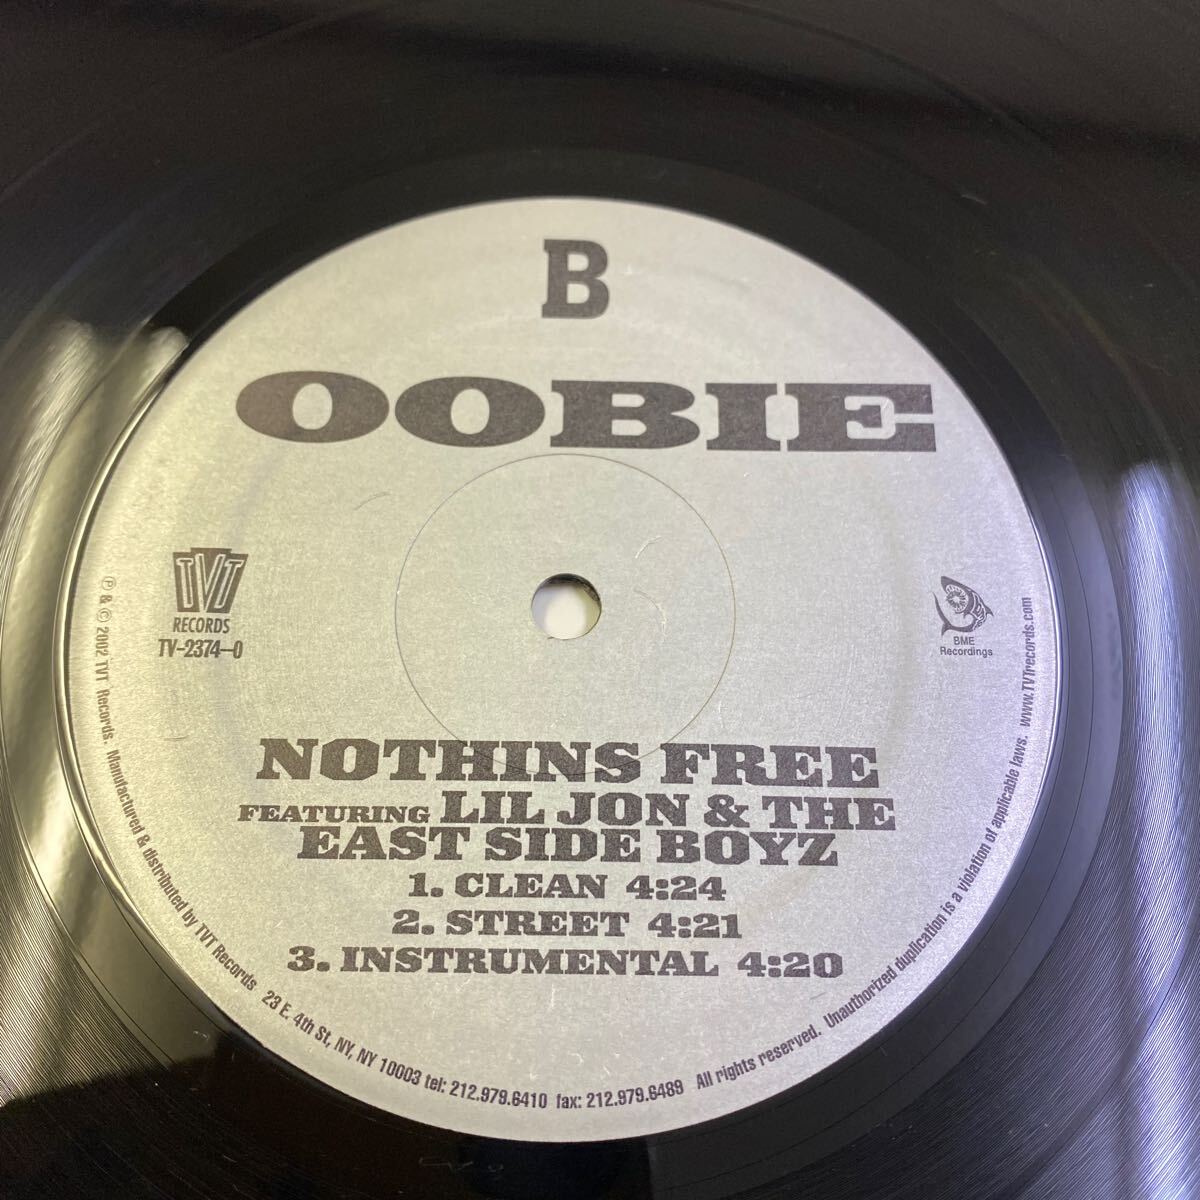 B
OOBIE
TVT
RECORDS
TV-2374-0
BME
Recordings
NOTHINS FREE
FEATURING LIL JON & THE
EAST SIDE BOYZ
1. CLEAN 4:24
2. STREET 4:21
3. INSTRUMENTAL 4:20
℗ & © 2002 TVT Records. Manufactured & distributed by TVT Records 23 E. 4th St, NY, NY 10003 tel: 212.979.6410 fax: 212.979.6489 All rights reserved. Unauthorized duplication is a violation of applicable laws. www.TVTrecords.com